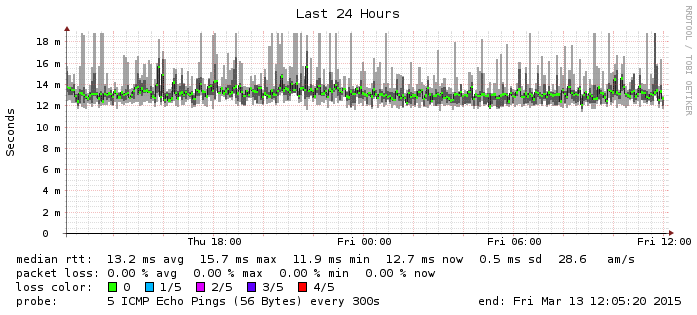 Last 24 Hours
RRDTOOL / TOBI OETIKER
Seconds
18 m
16 m
14 m
12 m
10 m
8 m
6 m
4 m
2 m
0
Thu 18:00 Fri 00:00 Fri 06:00 Fri 12:00
median rtt: 13.2 ms avg 15.7 ms max 11.9 ms min 12.7 ms now 0.5 ms sd 28.6 am/s
packet loss: 0.00 % avg 0.00 % max 0.00 % min 0.00 % now
loss color: 0 1/5 2/5 3/5 4/5
probe: 5 ICMP Echo Pings (56 Bytes) every 300s end: Fri Mar 13 12:05:20 2015